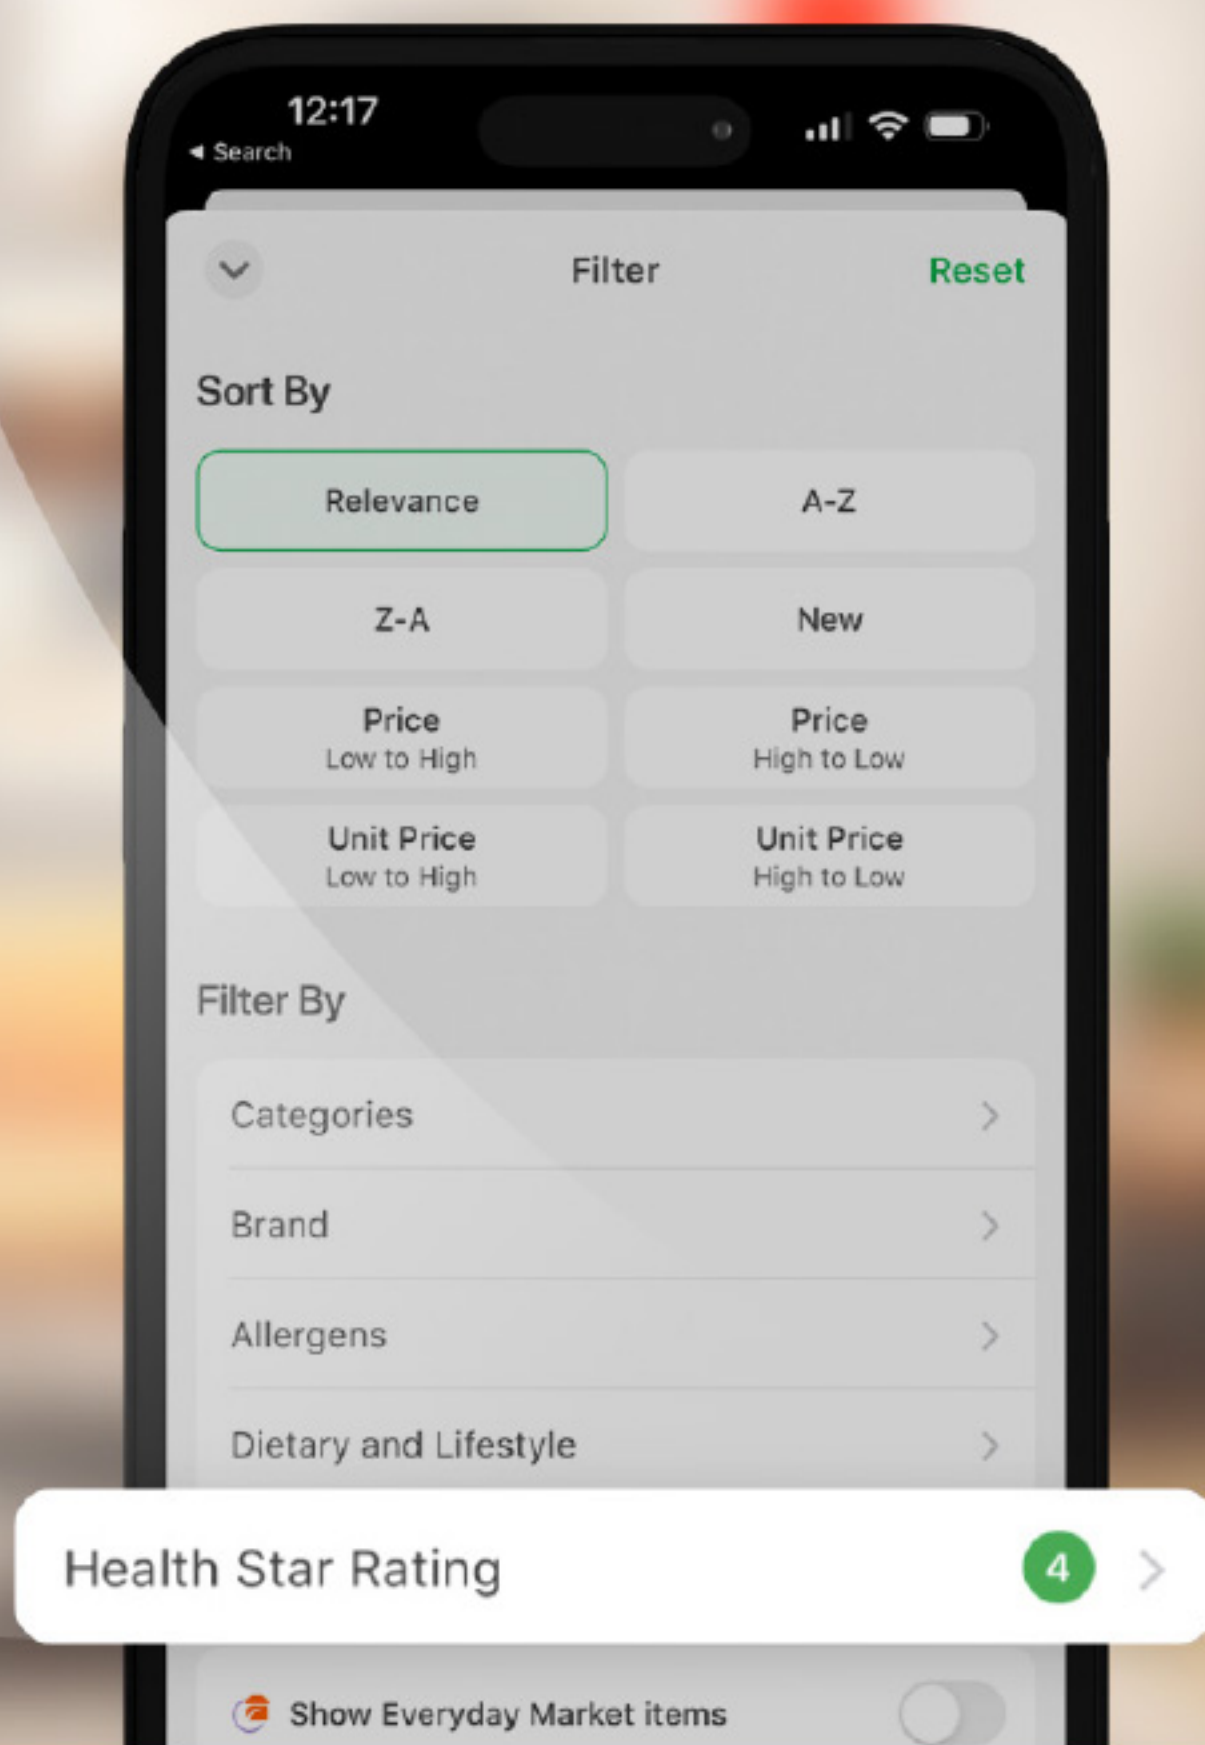 12:17
◀ Search
Filter
Reset
Sort By
Relevance
A-Z
Z-A
New
Price
Low to High
Price
High to Low
Unit Price
Low to High
Unit Price
High to Low
Filter By
Categories
Brand
Allergens
Dietary and Lifestyle
Health Star Rating
4
Show Everyday Market items